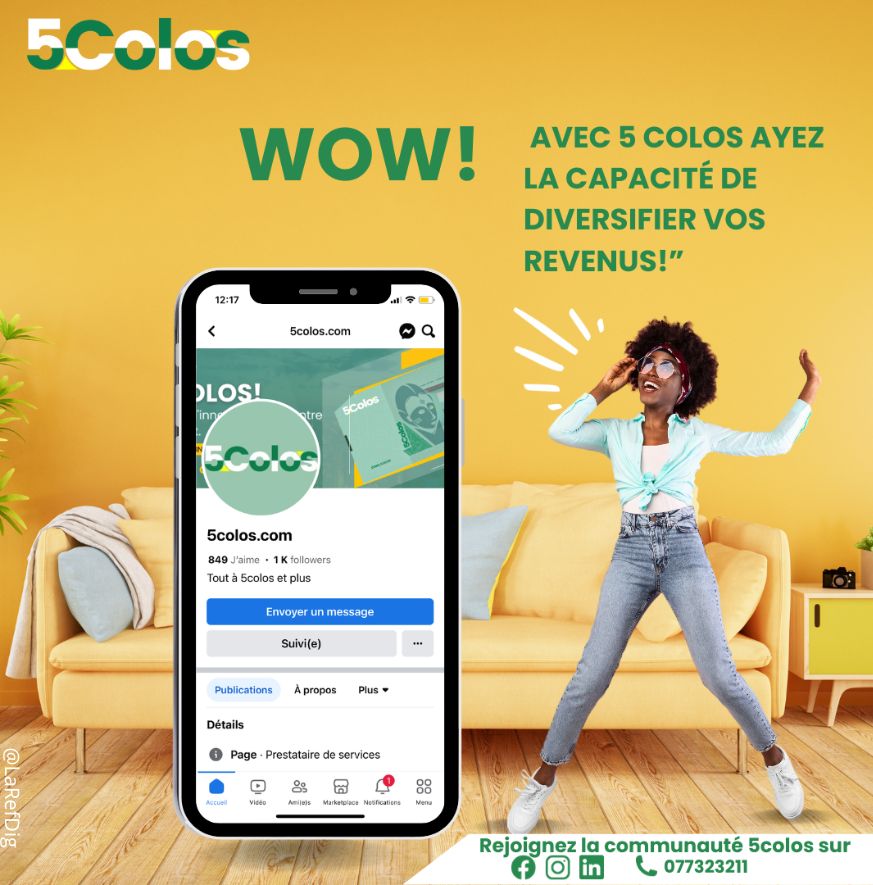 5Colos
WOW!
AVEC 5 COLOS AYEZ
LA CAPACITÉ DE
DIVERSIFIER VOS
REVENUS!”
12:17
5colos.com
OLOS!
5Colos
5Colos
5Colos
5colos.com
849 J'aime • 1 K followers
Tout à 5colos et plus
Envoyer un message
Suivi(e)
Publications À propos Plus
Détails
Page · Prestataire de services
1
Accueil Vidéo Ami(e)s Marketplace Notifications Menu
@LaRefDig
Rejoignez la communauté 5colos sur
077323211